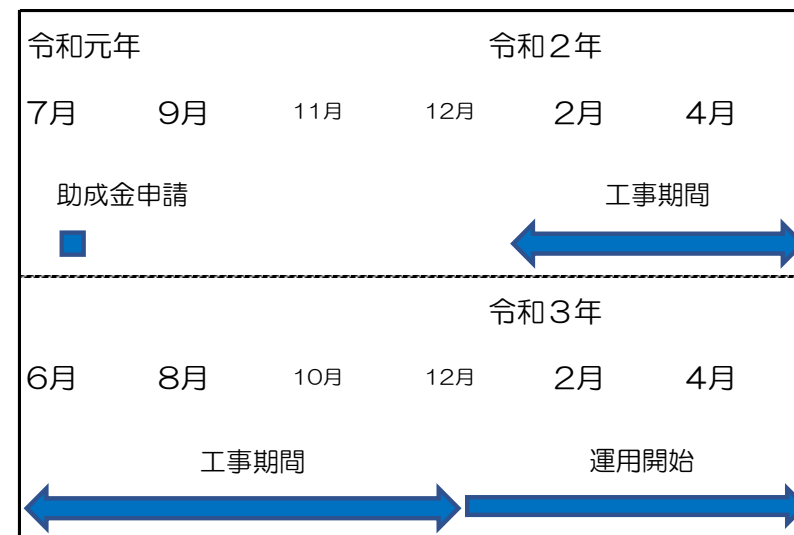 令和元年 令和２年
７月 ９月 11月 12月 ２月 ４月
助成金申請 工事期間
令和３年
６月 ８月 10月 12月 ２月 ４月
工事期間 運用開始